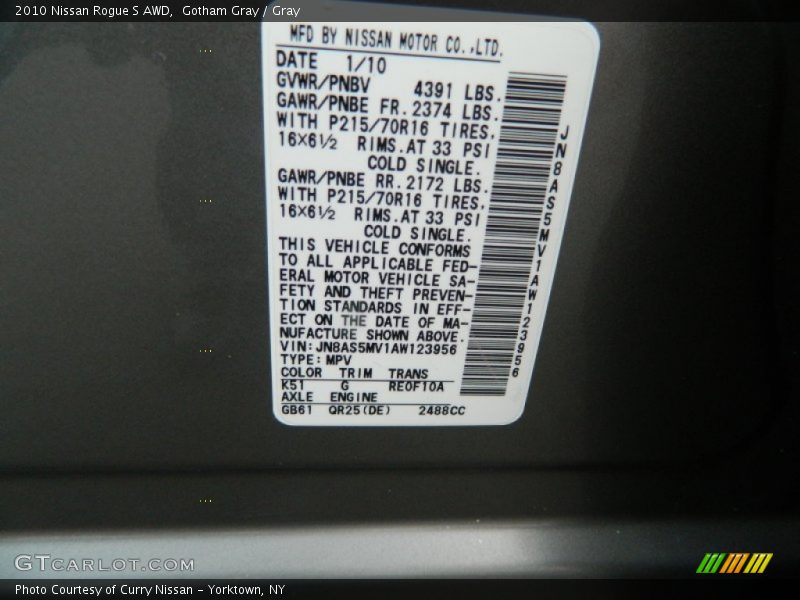 2010 Nissan Rogue S AWD,  Gotham Gray / Gray
MFD BY NISSAN MOTOR CO.,LTD.
DATE 1/10
GVWR/PNBV 4391 LBS.
GAWR/PNBE FR. 2374 LBS.
WITH P215/70R16 TIRES,
16×6½ RIMS.AT 33 PSI
COLD SINGLE.
GAWR/PNBE RR. 2172 LBS.
WITH P215/70R16 TIRES,
16×6½ RIMS.AT 33 PSI
COLD SINGLE.
THIS VEHICLE CONFORMS
TO ALL APPLICABLE FED-
ERAL MOTOR VEHICLE SA-
FETY AND THEFT PREVEN-
TION STANDARDS IN EFF-
ECT ON THE DATE OF MA-
NUFACTURE SHOWN ABOVE.
VIN: JN8AS5MV1AW123956
TYPE: MPV
COLOR TRIM TRANS
K51 G RE0F10A
AXLE ENGINE
GB61 QR25(DE) 2488CC
JN8AS5MV1AW123956
GTCARLOT.COM
Photo Courtesy of Curry Nissan - Yorktown, NY